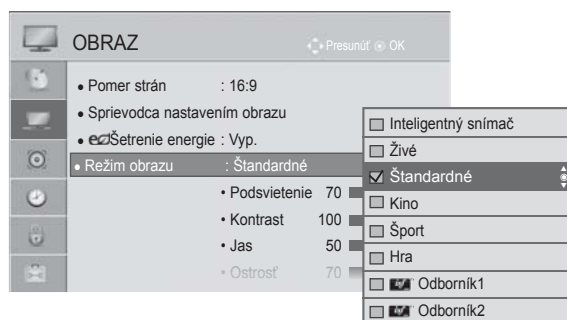 OBRAZ
Presunúť OK
• Pomer strán : 16:9
• Sprievodca nastavením obrazu
• eco Šetrenie energie : Vyp.
• Režim obrazu : Štandardné
• Podsvietenie 70
• Kontrast 100
• Jas 50
• Ostrosť 70
Inteligentný snímač
Živé
Štandardné
Kino
Šport
Hra
Odborník1
Odborník2